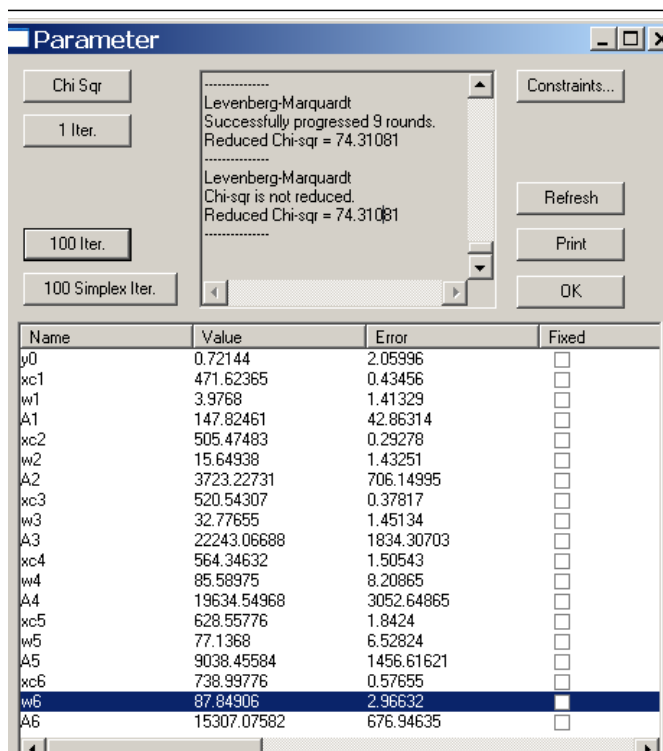 Parameter
Chi Sqr
1 Iter.
100 Iter.
100 Simplex Iter.
---------------
Levenberg-Marquardt
Successfully progressed 9 rounds.
Reduced Chi-sqr = 74.31081
---------------
Levenberg-Marquardt
Chi-sqr is not reduced.
Reduced Chi-sqr = 74.31081
---------------
Constraints...
Refresh
Print
OK
Name Value Error Fixed
y0 0.72144 2.05996
xc1 471.62365 0.43456
w1 3.9768 1.41329
A1 147.82461 42.86314
xc2 505.47483 0.29278
w2 15.64938 1.43251
A2 3723.22731 706.14995
xc3 520.54307 0.37817
w3 32.77655 1.45134
A3 22243.06688 1834.30703
xc4 564.34632 1.50543
w4 85.58975 8.20865
A4 19634.54968 3052.64865
xc5 628.55776 1.8424
w5 77.1368 6.52824
A5 9038.45584 1456.61621
xc6 738.99776 0.57655
w6 87.84906 2.96632
A6 15307.07582 676.94635